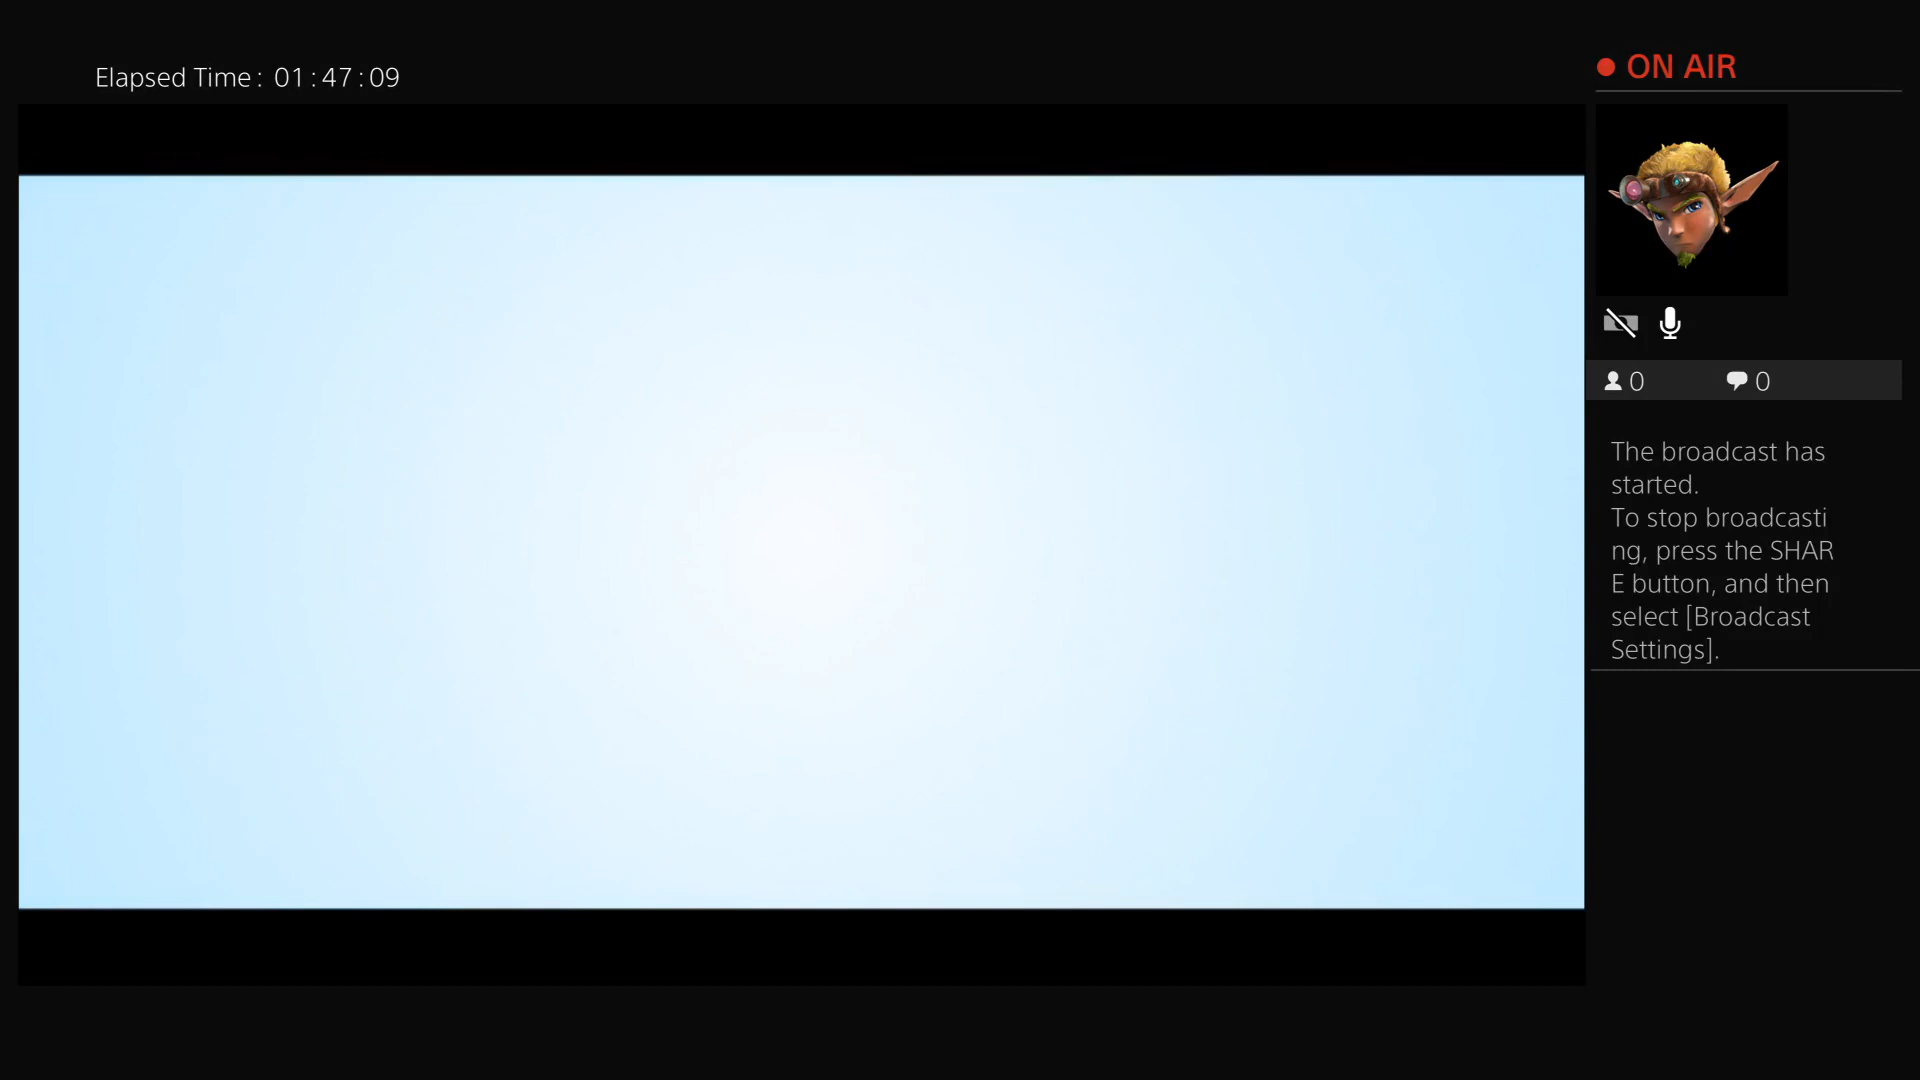 Elapsed Time: 01:47:09
ON AIR
0 0
The broadcast has
started.
To stop broadcasti
ng, press the SHAR
E button, and then
select [Broadcast
Settings].